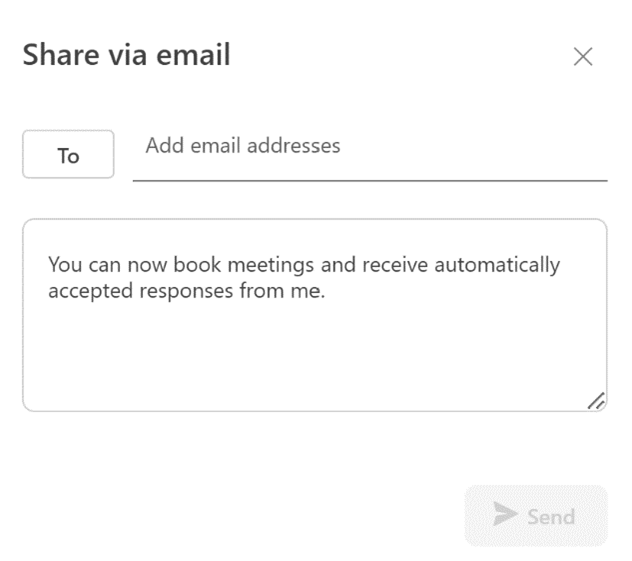 Share via email
To
Add email addresses
You can now book meetings and receive automatically
accepted responses from me.
Send